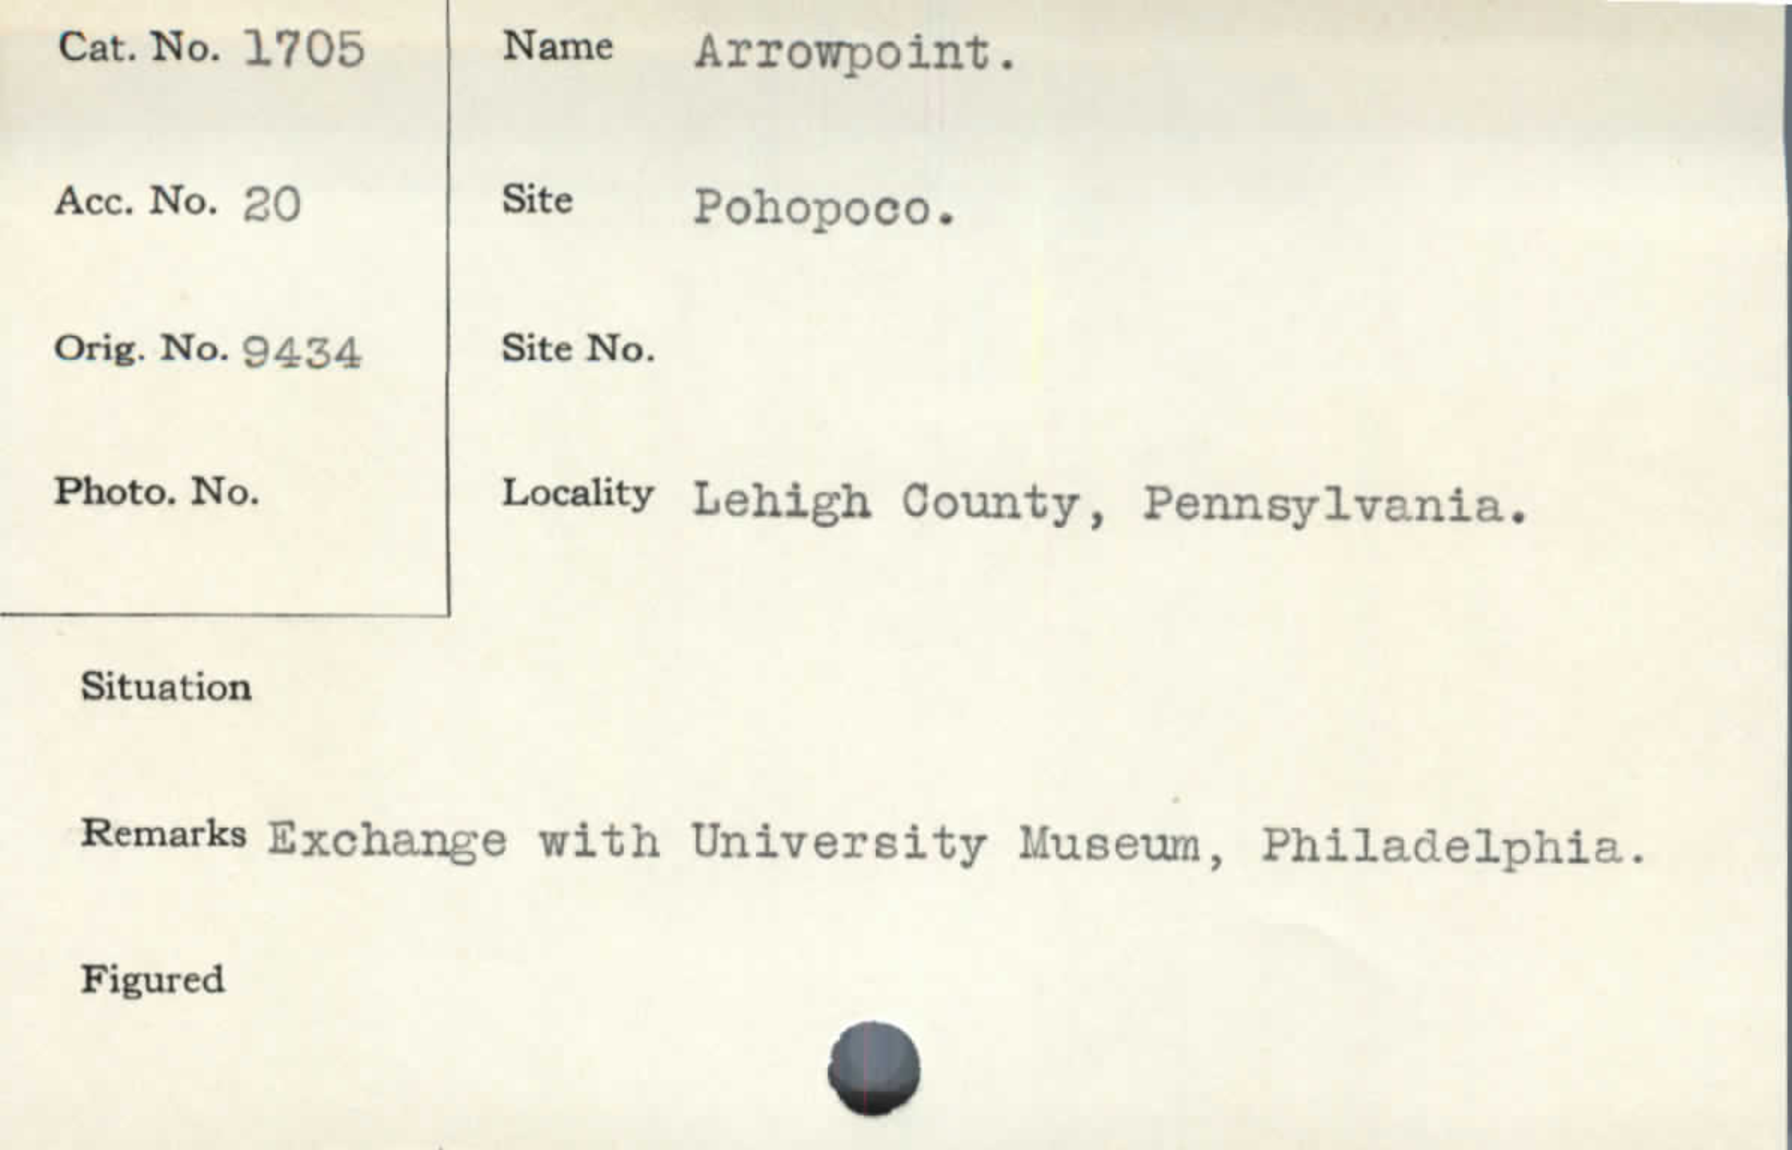 Cat. No. 1705
Name Arrowpoint.
Acc. No. 20
Site Pohopoco.
Orig. No. 9434
Site No.
Photo. No.
Locality Lehigh County, Pennsylvania.
Situation
Remarks Exchange with University Museum, Philadelphia.
Figured